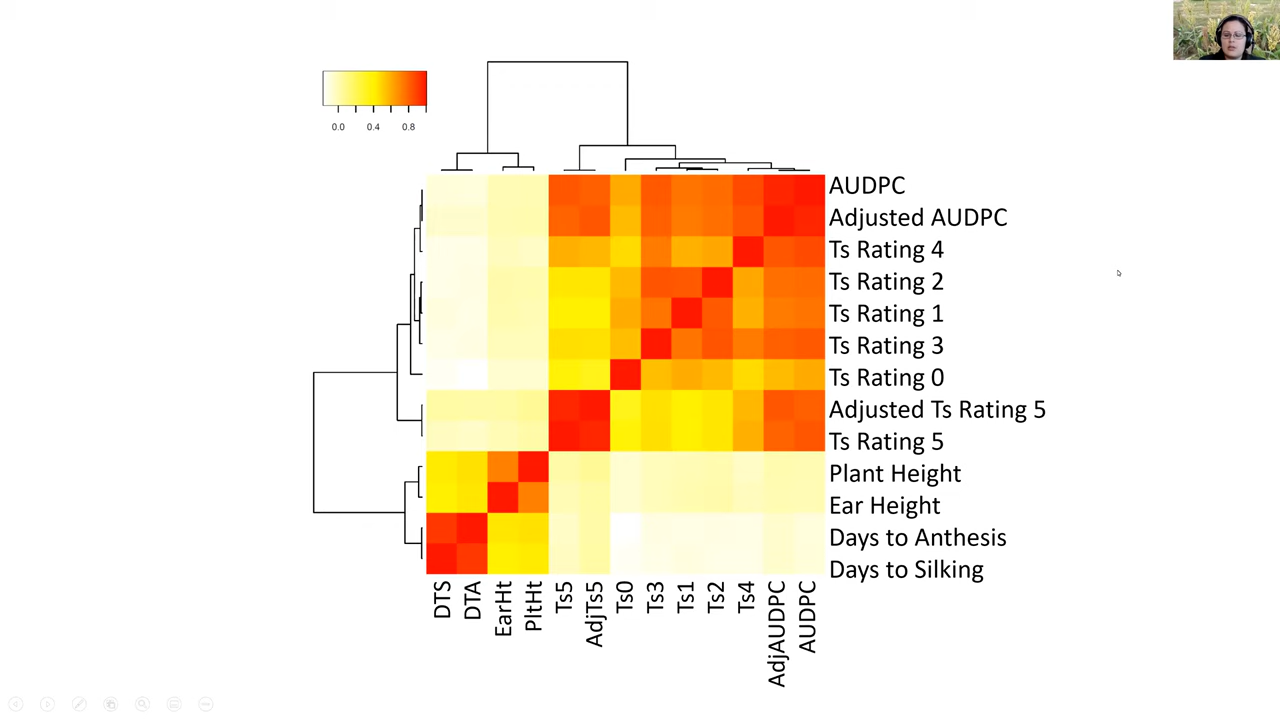 0.0 0.4 0.8
AUDPC
Adjusted AUDPC
Ts Rating 4
Ts Rating 2
Ts Rating 1
Ts Rating 3
Ts Rating 0
Adjusted Ts Rating 5
Ts Rating 5
Plant Height
Ear Height
Days to Anthesis
Days to Silking
DTS
DTA
EarHt
PltHt
Ts5
AdjTs5
Ts0
Ts3
Ts1
Ts2
Ts4
AdjAUDPC
AUDPC